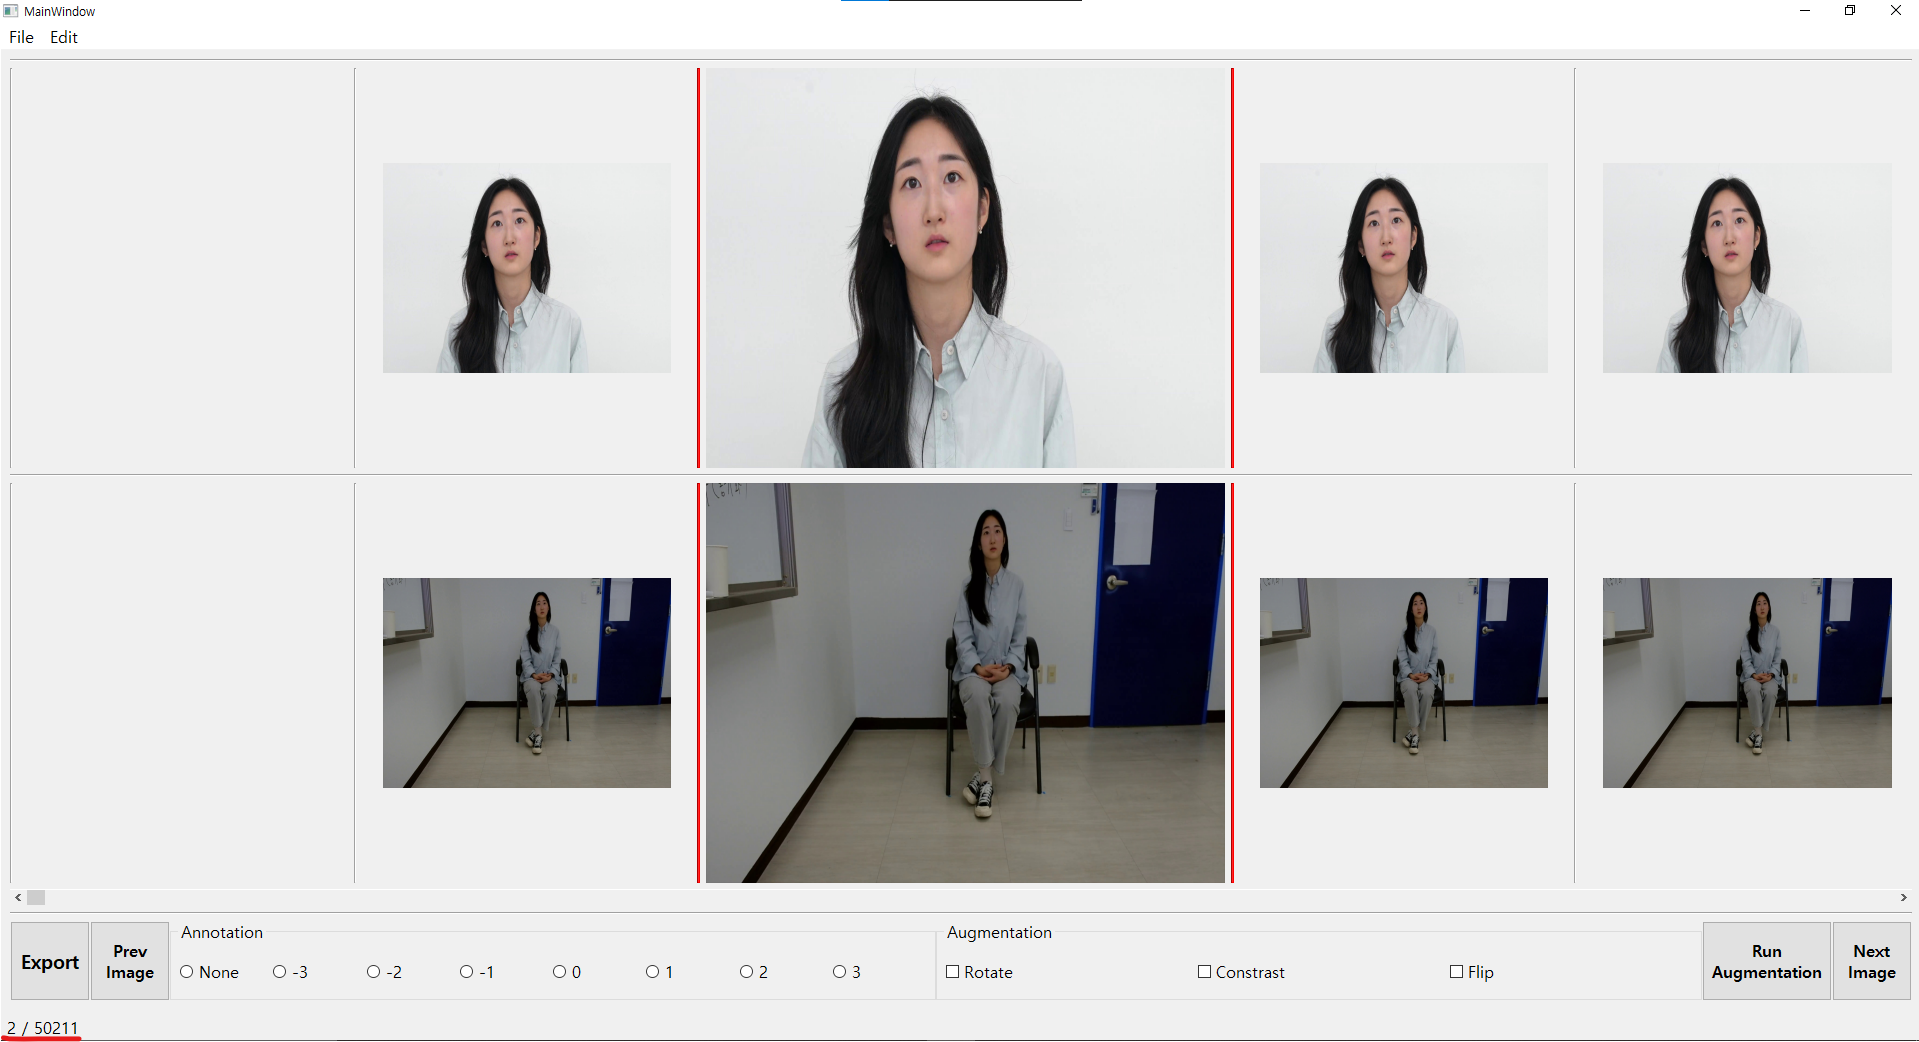 MainWindow
File Edit
Export
Prev
Image
Annotation
None -3 -2 -1 0 1 2 3
Augmentation
Rotate Constrast Flip
Run
Augmentation
Next
Image
2 / 50211